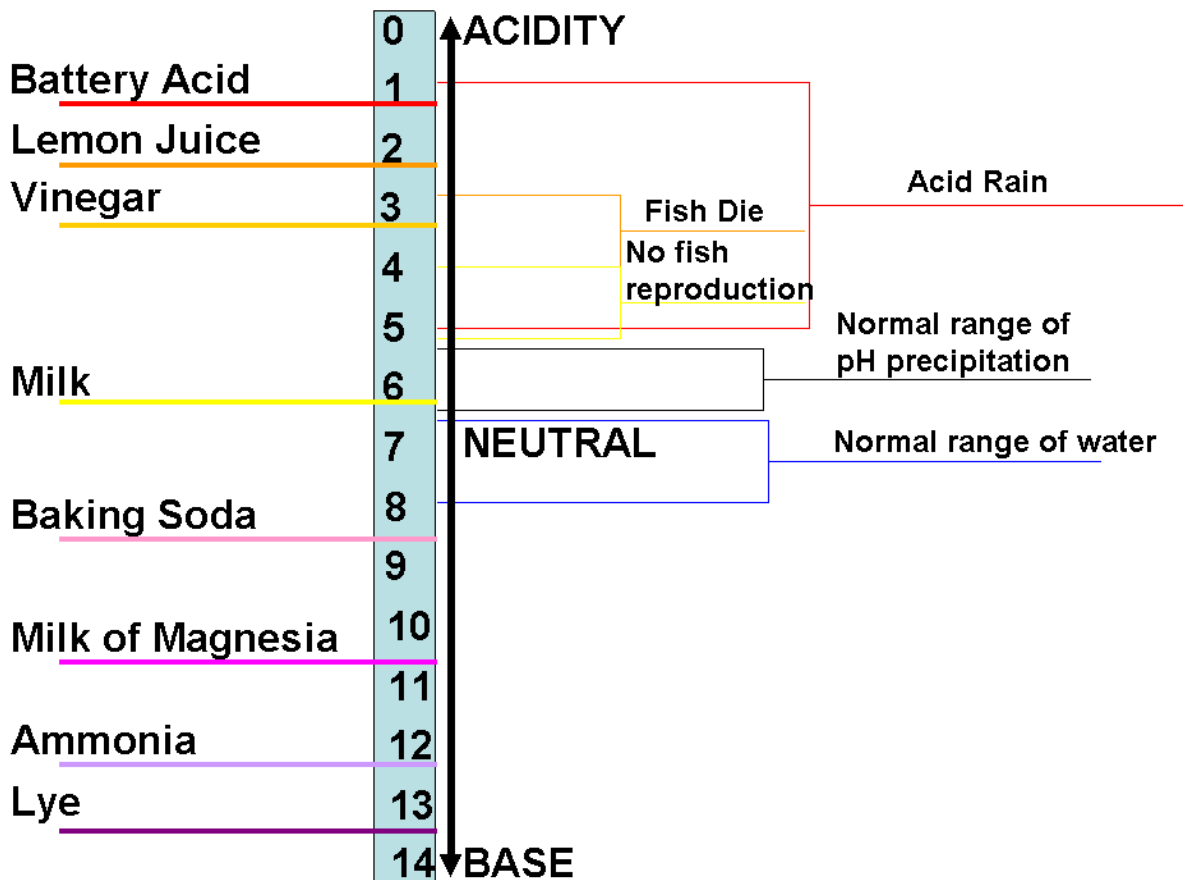 0
ACIDITY
Battery Acid
1
Lemon Juice
2
Vinegar
3
Acid Rain
Fish Die
No fish
reproduction
4
5
Normal range of
pH precipitation
Milk
6
7
NEUTRAL
Normal range of water
Baking Soda
8
9
Milk of Magnesia
10
11
Ammonia
12
Lye
13
14
BASE